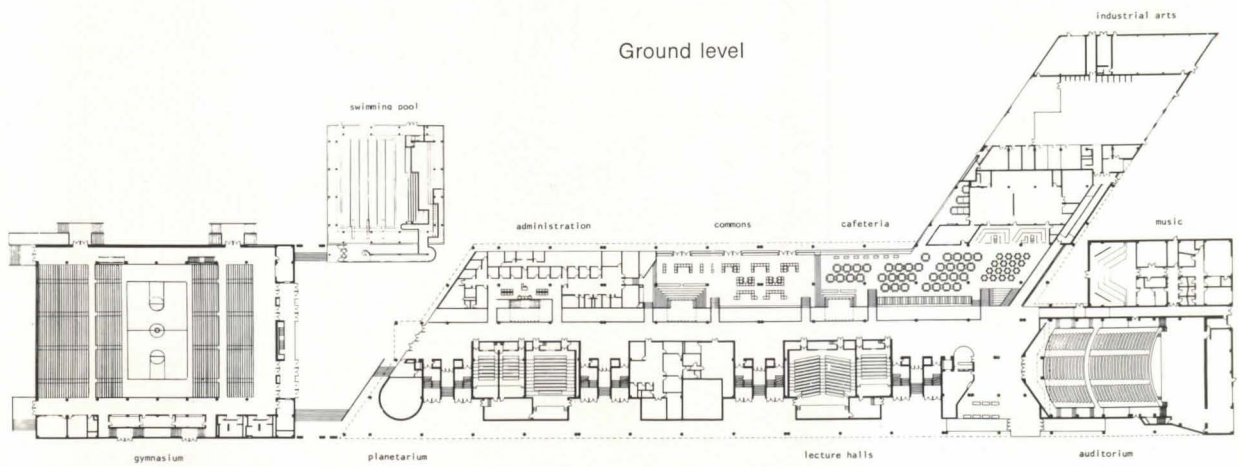 industrial arts
Ground level
swimming pool
administration
commons
cafeteria
music
gymnasium
planetarium
lecture halls
auditorium